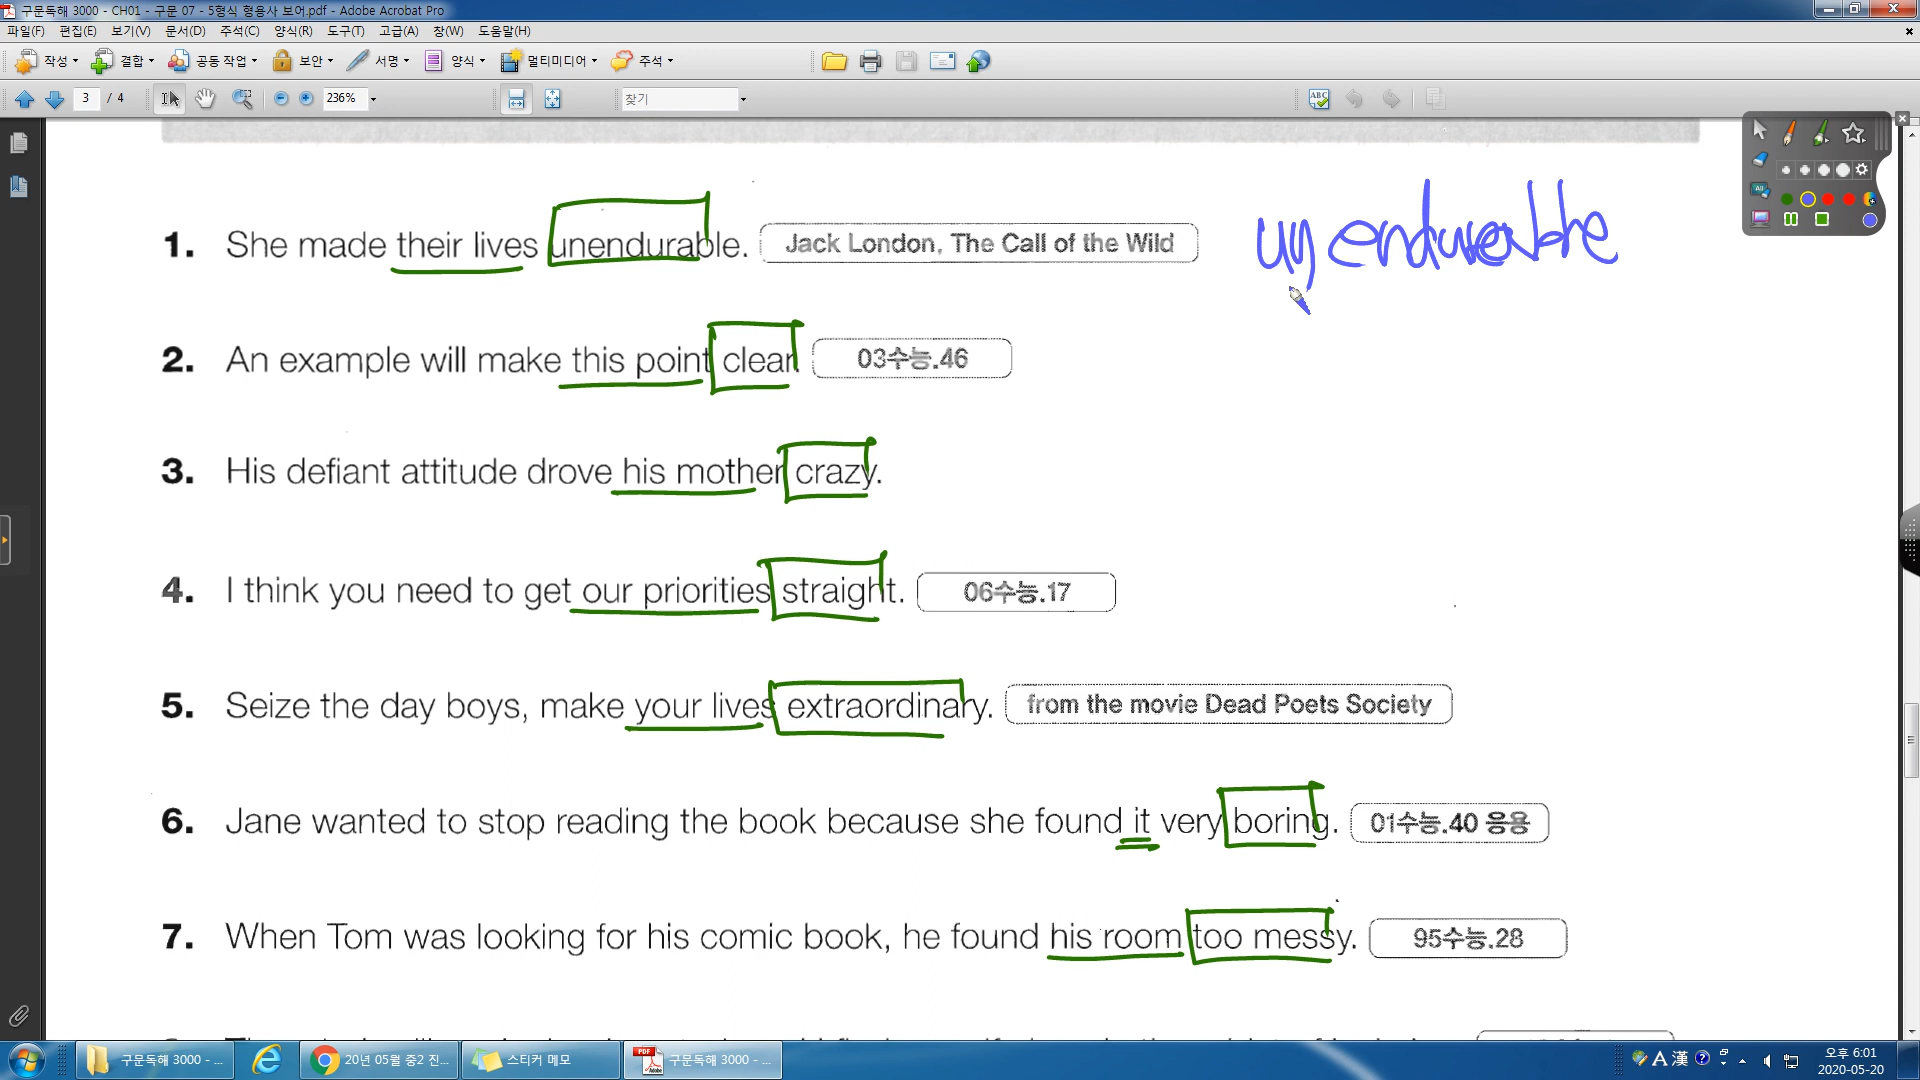 구문독해 3000 - CH01 - 구문 07 - 5형식 형용사 보어.pdf - Adobe Acrobat Pro
파일(F) 편집(E) 보기(V) 문서(D) 주석(C) 양식(R) 도구(T) 고급(A) 창(W) 도움말(H)
작성 결합 공동 작업 보안 서명 양식 멀티미디어 주석
3 / 4 236% 찾기
1. She made their lives unendurable. Jack London, The Call of the Wild
2. An example will make this point clear. 03수능.46
3. His defiant attitude drove his mother crazy.
4. I think you need to get our priorities straight. 06수능.17
5. Seize the day boys, make your lives extraordinary. from the movie Dead Poets Society
6. Jane wanted to stop reading the book because she found it very boring. 01수능.40 응용
7. When Tom was looking for his comic book, he found his room too messy. 95수능.28
구문독해 3000 - ... 20년 05월 중2 진... 스티커 메모 구문독해 3000 - ... A 漢 오후 6:01
2020-05-20